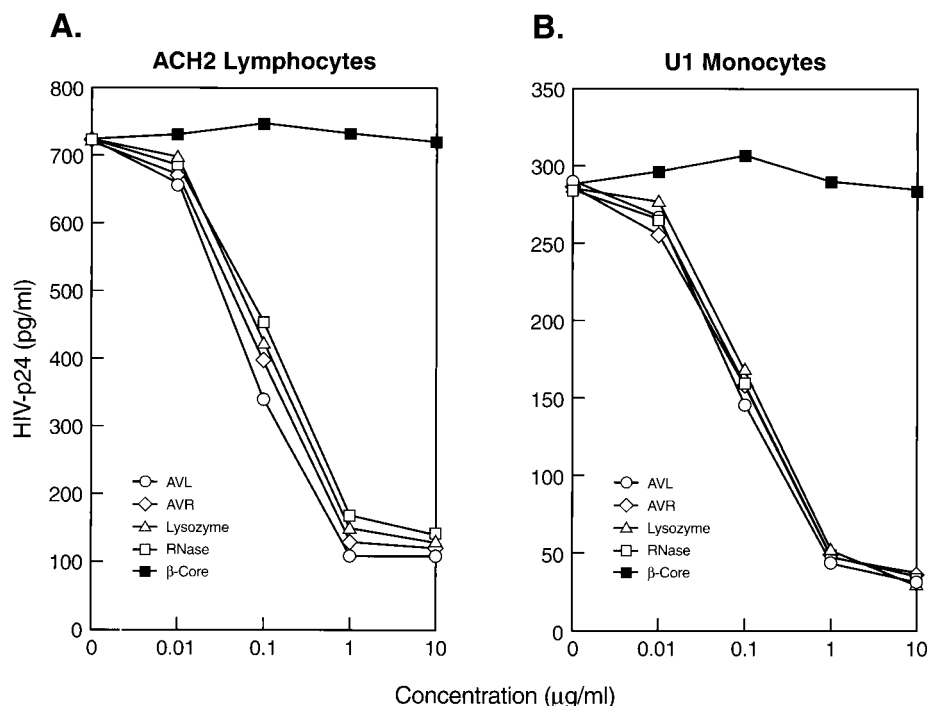 A.
ACH2 Lymphocytes
800
700
600
500
400
300
200
100
0
HIV-p24 (pg/ml)
AVL
AVR
Lysozyme
RNase
β-Core
0 0.01 0.1 1 10
B.
U1 Monocytes
350
300
250
200
150
100
50
0
AVL
AVR
Lysozyme
RNase
β-Core
0 0.01 0.1 1 10
Concentration (μg/ml)